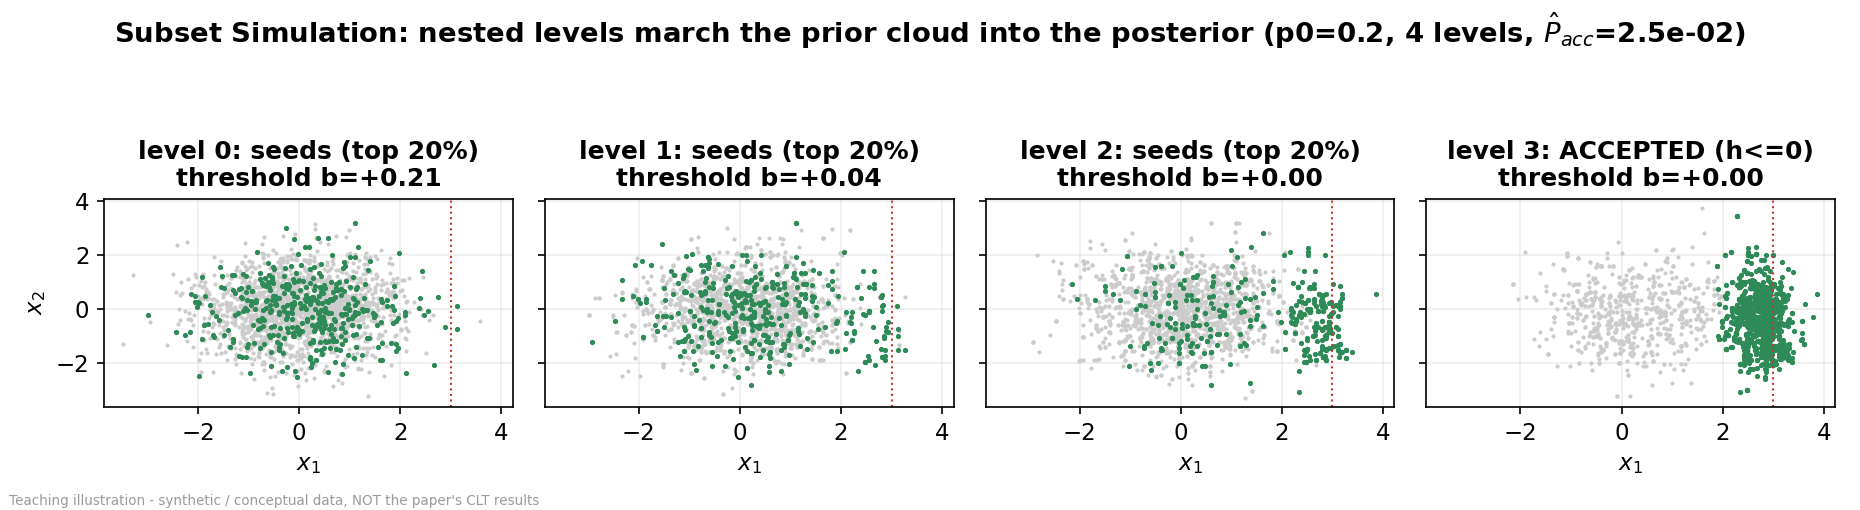 Subset Simulation: nested levels march the prior cloud into the posterior (p0=0.2, 4 levels, P̂acc=2.5e-02)
level 0: seeds (top 20%)
threshold b=+0.21
level 1: seeds (top 20%)
threshold b=+0.04
level 2: seeds (top 20%)
threshold b=+0.00
level 3: ACCEPTED (h<=0)
threshold b=+0.00
x2
4
2
0
−2
−2 0 2 4
−2 0 2 4
−2 0 2 4
−2 0 2 4
x1
x1
x1
x1
Teaching illustration - synthetic / conceptual data, NOT the paper's CLT results